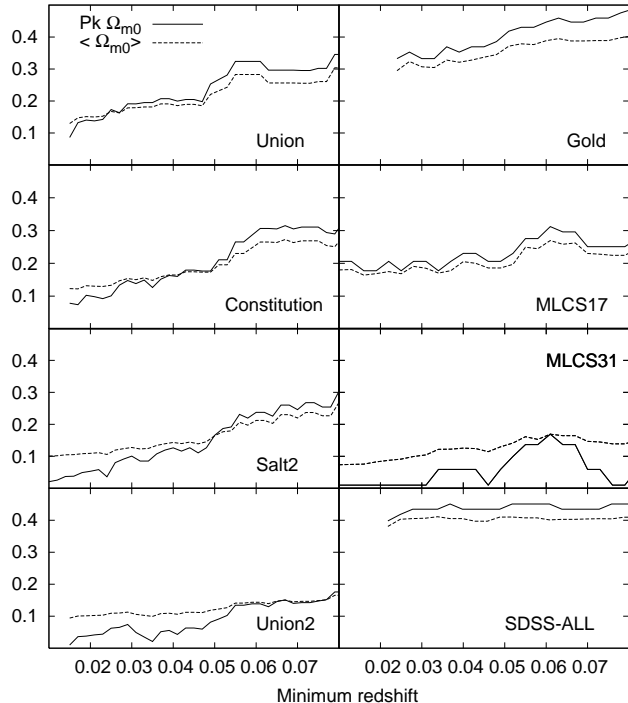 Pk Ω_m0
< Ω_m0>
0.4
0.3
0.2
0.1
Union
Gold
0.4
0.3
0.2
0.1
Constitution
MLCS17
0.4
0.3
0.2
0.1
Salt2
MLCS31
0.4
0.3
0.2
0.1
Union2
SDSS-ALL
0.02 0.03 0.04 0.05 0.06 0.07
0.02 0.03 0.04 0.05 0.06 0.07
Minimum redshift